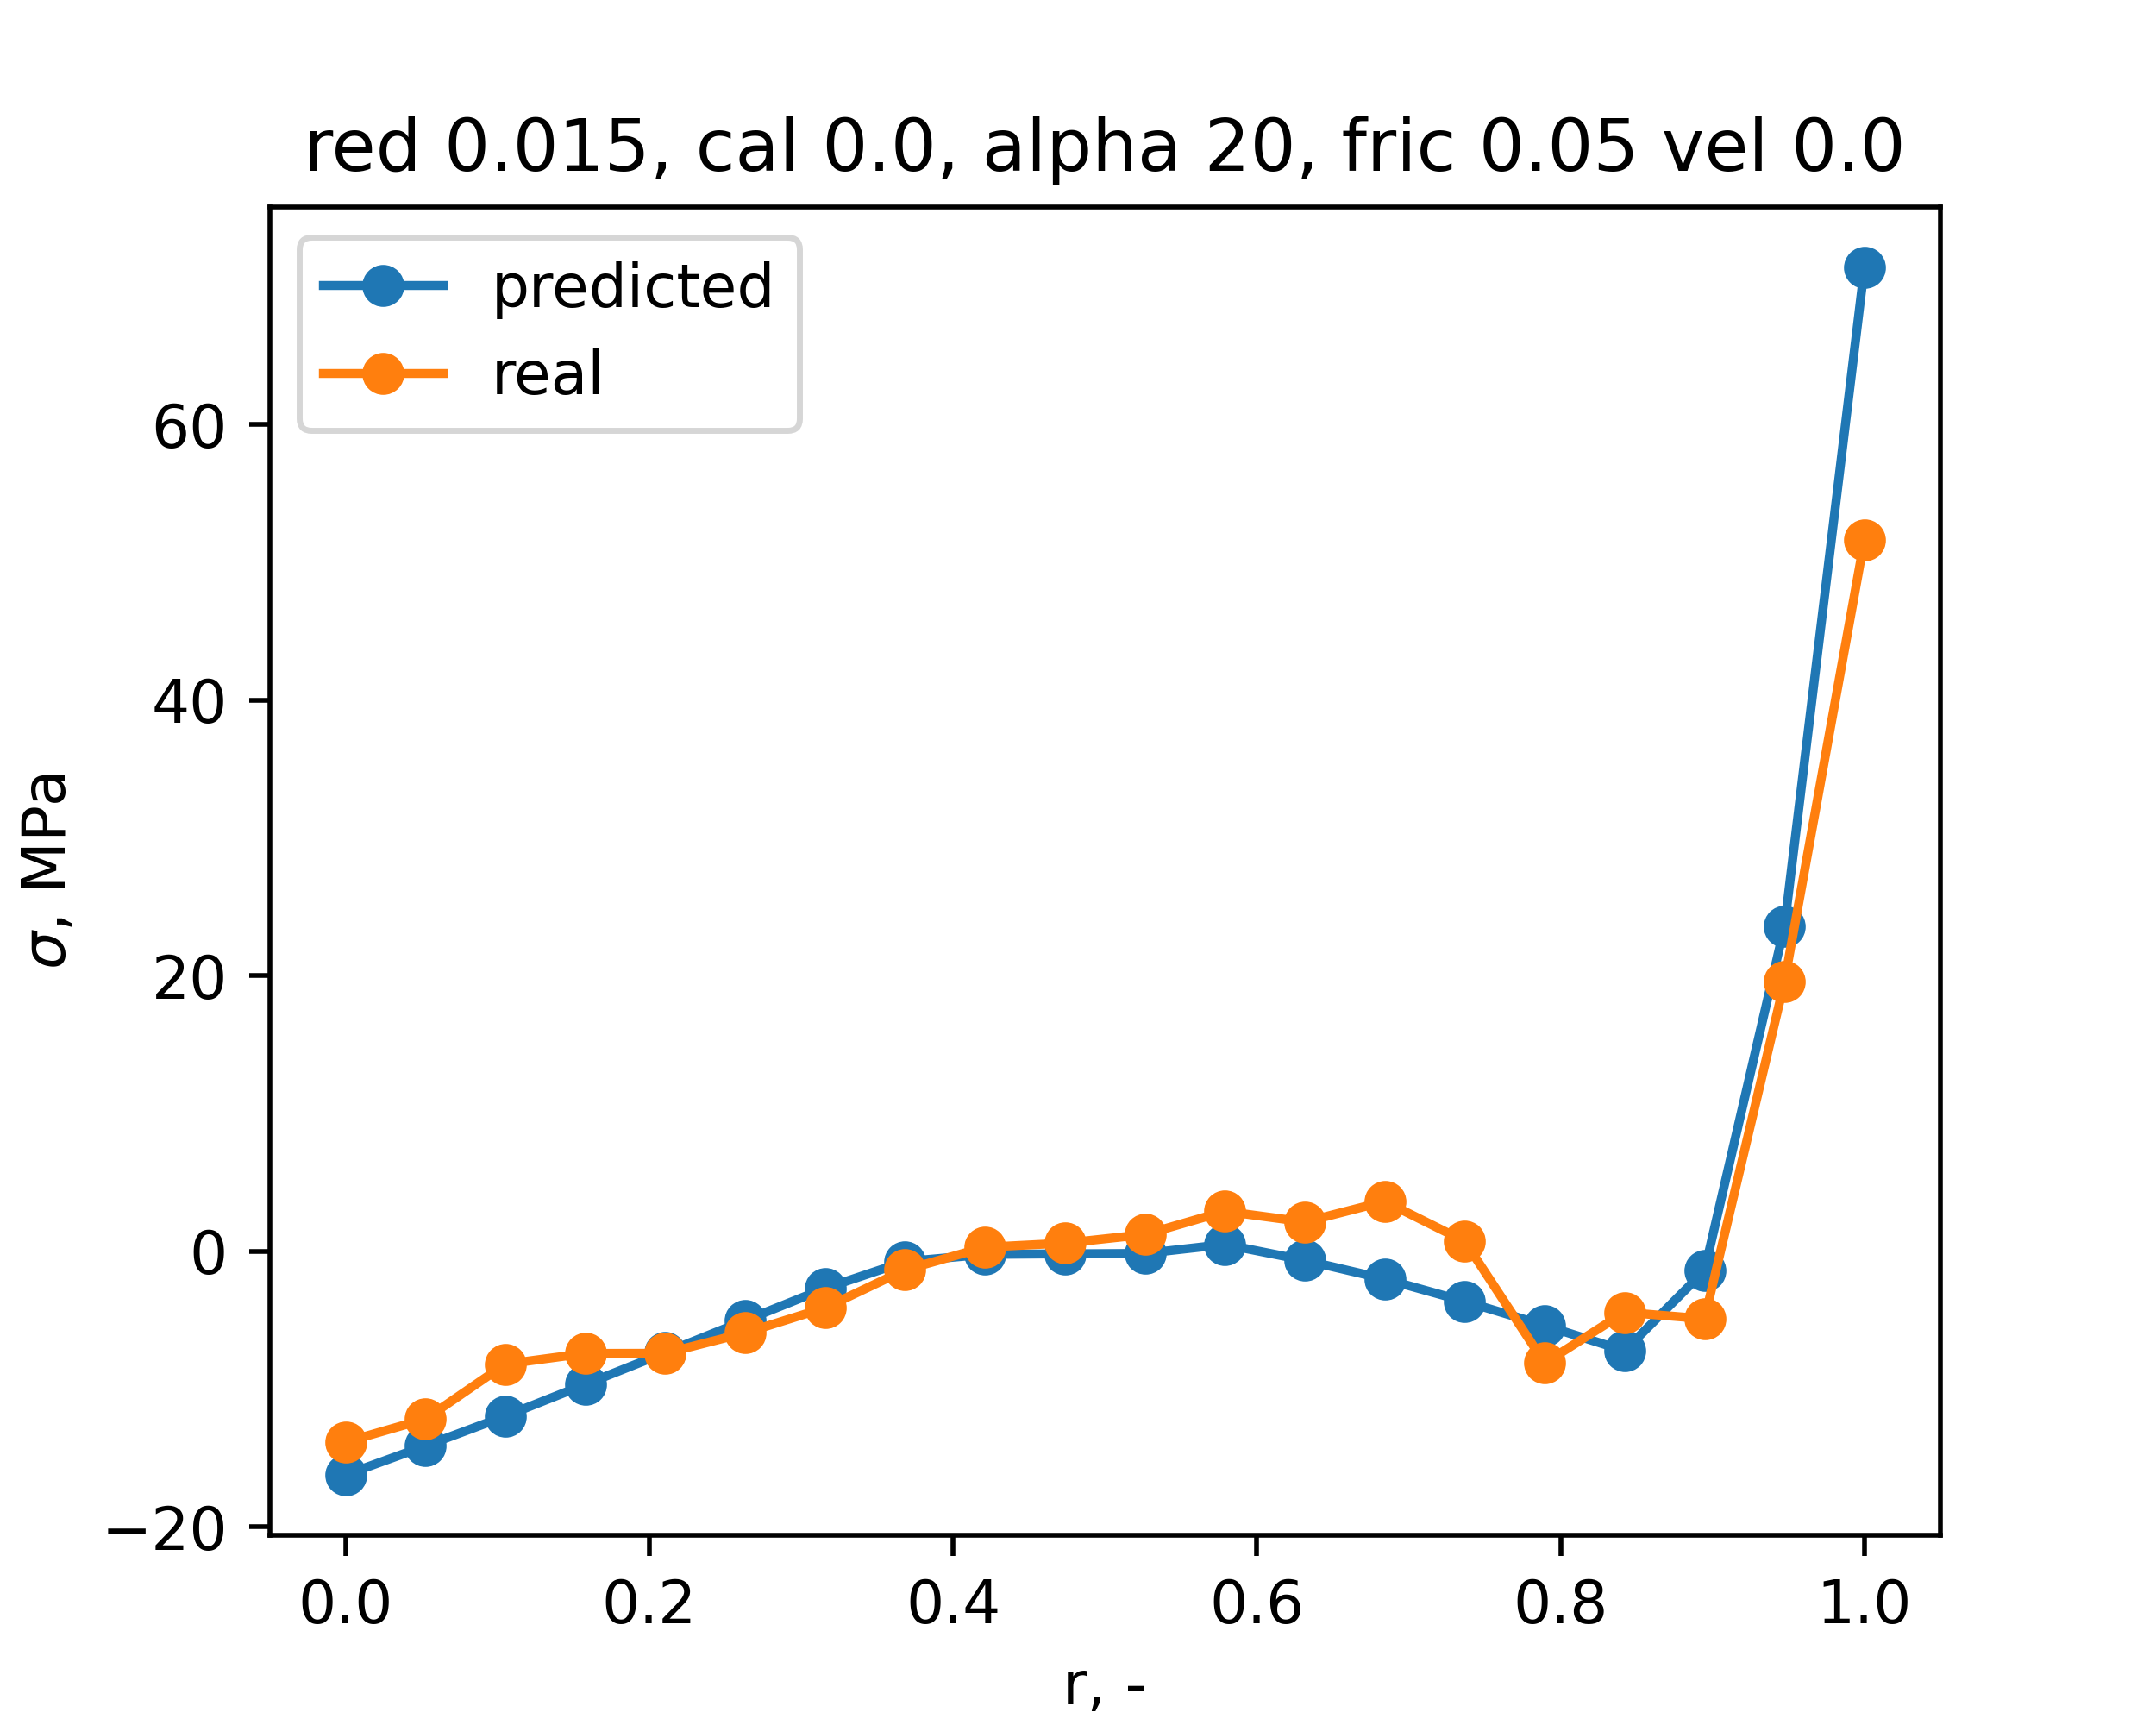 red 0.015, cal 0.0, alpha 20, fric 0.05 vel 0.0
predicted
real
60
40
20
0
−20
σ, MPa
0.0 0.2 0.4 0.6 0.8 1.0
r, -